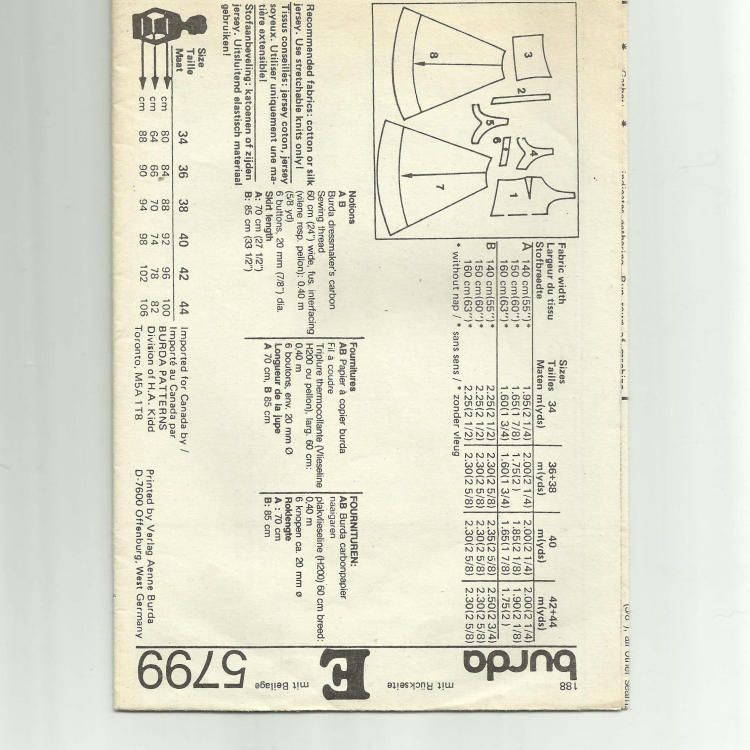 188
burda
mit Rückseite
E
mit Beilage
5799
8
3
2
5
6
4
1
7
Fabric width
Largeur du tissu
Stofbreedte
Sizes
Tailles 34 36+38 40 42+44
Maten m(yds) m(yds) m(yds) m(yds)
A 140 cm(55")* 1.95(2 1/4) 2.00(2 1/4) 2.00(2 1/4) 2.00(2 1/4)
150 cm(60")* 1.65(1 7/8) 1.75(2 ) 1.85(2 1/8) 1.90(2 1/8)
160 cm(63")* 1.60(1 3/4) 1.60(1 3/4) 1.65(1 7/8) 1.75(2 )
B 140 cm(55")* 2.25(2 1/2) 2.30(2 5/8) 2.35(2 5/8) 2.50(2 3/4)
150 cm(60")* 2.25(2 1/2) 2.30(2 5/8) 2.30(2 5/8) 2.30(2 5/8)
160 cm(63")* 2.25(2 1/2) 2.30(2 5/8) 2.30(2 5/8) 2.30(2 5/8)
* without nap / * sans sens / * zonder vleug
Recommended fabrics: cotton or silk
jersey. Use stretchable knits only!
Tissus conseillés: jersey coton, jersey
soyeux. Utiliser uniquement une ma-
tière extensible!
Stofaanbeveling: katoenen of zijden
jersey. Uitsluitend elastisch materiaal
gebruiken!
Notions
A B
Burda dressmaker's carbon
Sewing thread
60 cm (24") wide, fus. interfacing
(vilene resp. pellon): 0.40 m
(5/8 yd)
6 buttons, 20 mm (7/8") dia.
Skirt length
A: 70 cm (27 1/2")
B: 85 cm (33 1/2")
Fournitures
AB Papier à copier burda
Fil à coudre
Triplure thermocollante (Vlieseline
H200 ou pellon), larg. 60 cm:
0,40 m
6 boutons, env. 20 mm Ø
Longueur de la jupe
A 70 cm, B 85 cm
FOURNITUREN:
AB Burda carbonpapier
naaigaren
plakvlieseline (H200) 60 cm breed:
0,40 m
6 knopen ca. 20 mm ø
Roklengte
A : 70 cm
B: 85 cm
Size
Taille
Maat 34 36 38 40 42 44
cm 80 84 88 92 96 100
cm 64 66 70 74 78 82
cm 88 90 94 98 102 106
Imported for Canada by /
Importé au Canada par
BURDA PATTERNS
Division of H.A. Kidd
Toronto, M5A 1T8
Printed by Verlag Aenne Burda
D-7600 Offenburg, West Germany